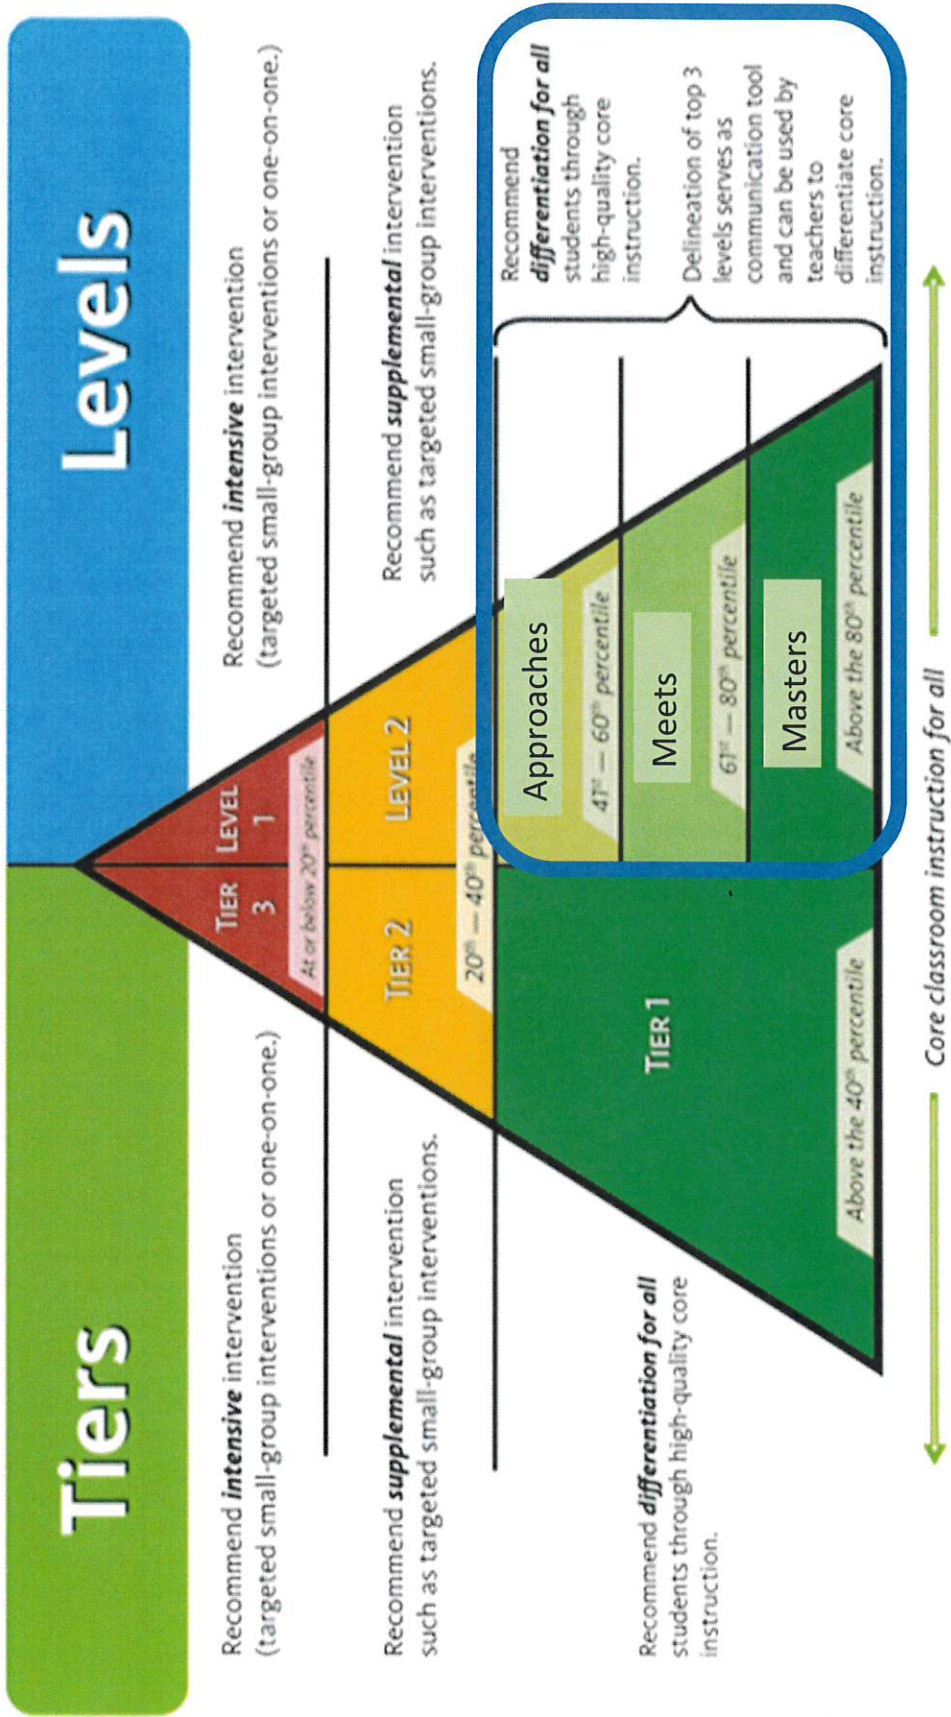 Tiers
Levels
Recommend intensive intervention
(targeted small-group interventions or one-on-one.)
TIER
3
LEVEL
1
At or below 20th percentile
Recommend intensive intervention
(targeted small-group interventions or one-on-one.)
Recommend supplemental intervention
such as targeted small-group interventions.
TIER 2
LEVEL 2
20th — 40th percentile
Recommend supplemental intervention
such as targeted small-group interventions.
Recommend differentiation for all
students through high-quality core
instruction.
TIER 1
Above the 40th percentile
Approaches
41st — 60th percentile
Meets
61st — 80th percentile
Masters
Above the 80th percentile
Recommend
differentiation for all
students through
high-quality core
instruction.
Delineation of top 3
levels serves as
communication tool
and can be used by
teachers to
differentiate core
instruction.
Core classroom instruction for all